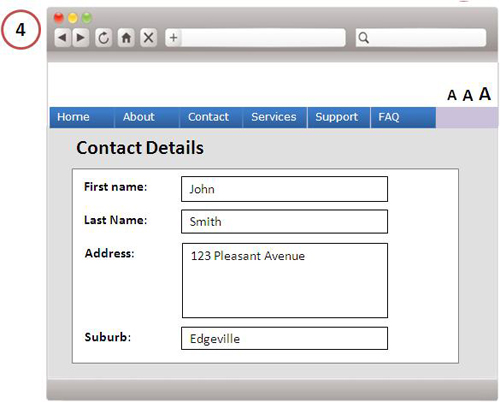 4
A A A
Home About Contact Services Support FAQ
Contact Details
First name: John
Last Name: Smith
Address: 123 Pleasant Avenue
Suburb: Edgeville